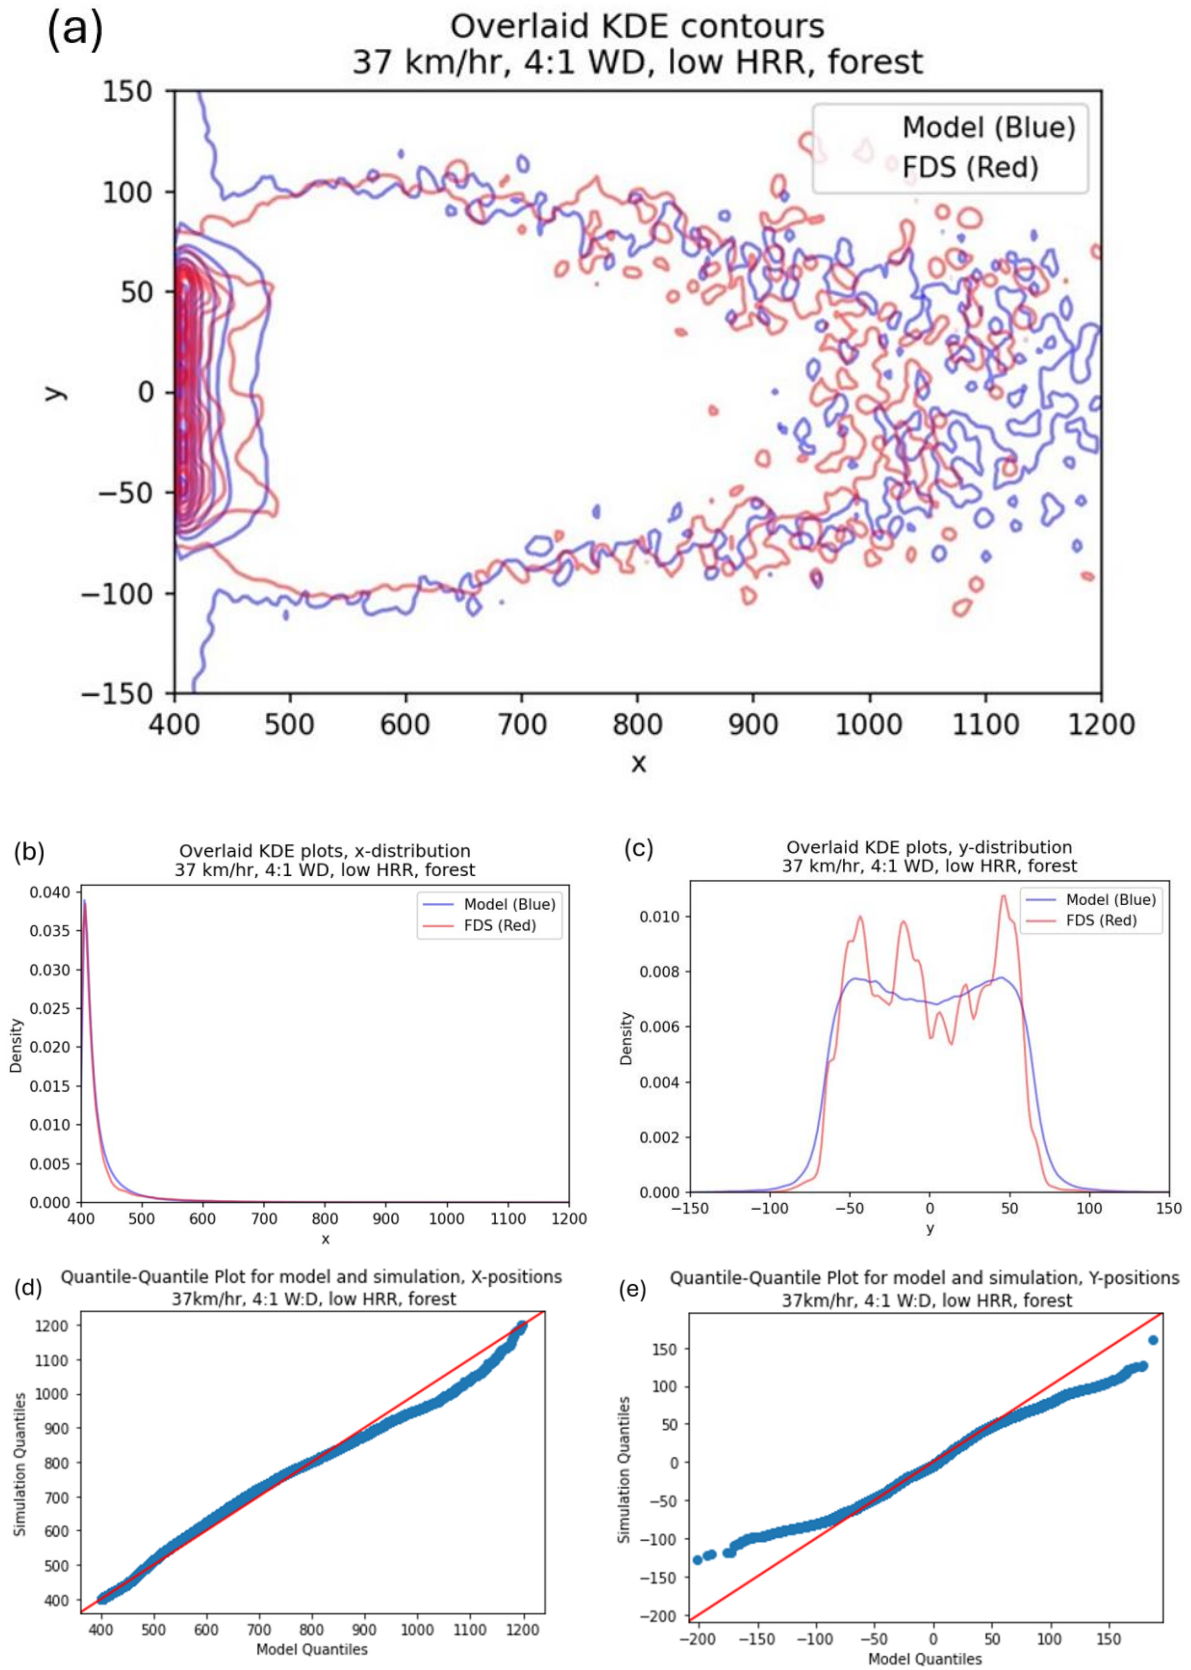 (a)
Overlaid KDE contours
37 km/hr, 4:1 WD, low HRR, forest
Model (Blue)
FDS (Red)
150
100
50
0
−50
−100
−150
y
400 500 600 700 800 900 1000 1100 1200
x
(b)
Overlaid KDE plots, x-distribution
37 km/hr, 4:1 WD, low HRR, forest
Model (Blue)
FDS (Red)
0.040
0.035
0.030
0.025
0.020
0.015
0.010
0.005
0.000
Density
400 500 600 700 800 900 1000 1100 1200
x
(c)
Overlaid KDE plots, y-distribution
37 km/hr, 4:1 WD, low HRR, forest
Model (Blue)
FDS (Red)
0.010
0.008
0.006
0.004
0.002
0.000
Density
−150 −100 −50 0 50 100 150
y
(d)
Quantile-Quantile Plot for model and simulation, X-positions
37km/hr, 4:1 W:D, low HRR, forest
1200
1100
1000
900
800
700
600
500
400
Simulation Quantiles
400 500 600 700 800 900 1000 1100 1200
Model Quantiles
(e)
Quantile-Quantile Plot for model and simulation, Y-positions
37km/hr, 4:1 W:D, low HRR, forest
150
100
50
0
−50
−100
−150
−200
Simulation Quantiles
−200 −150 −100 −50 0 50 100 150
Model Quantiles